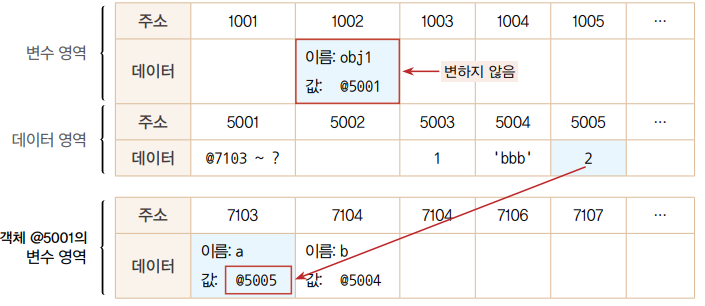 주소 1001 1002 1003 1004 1005 ...
변수 영역
데이터
이름: obj1
값: @5001
변하지 않음
주소 5001 5002 5003 5004 5005 ...
데이터 영역
데이터 @7103 ~ ? 1 'bbb' 2
주소 7103 7104 7104 7106 7107 ...
객체 @5001의
변수 영역
데이터
이름: a 이름: b
값: @5005 값: @5004